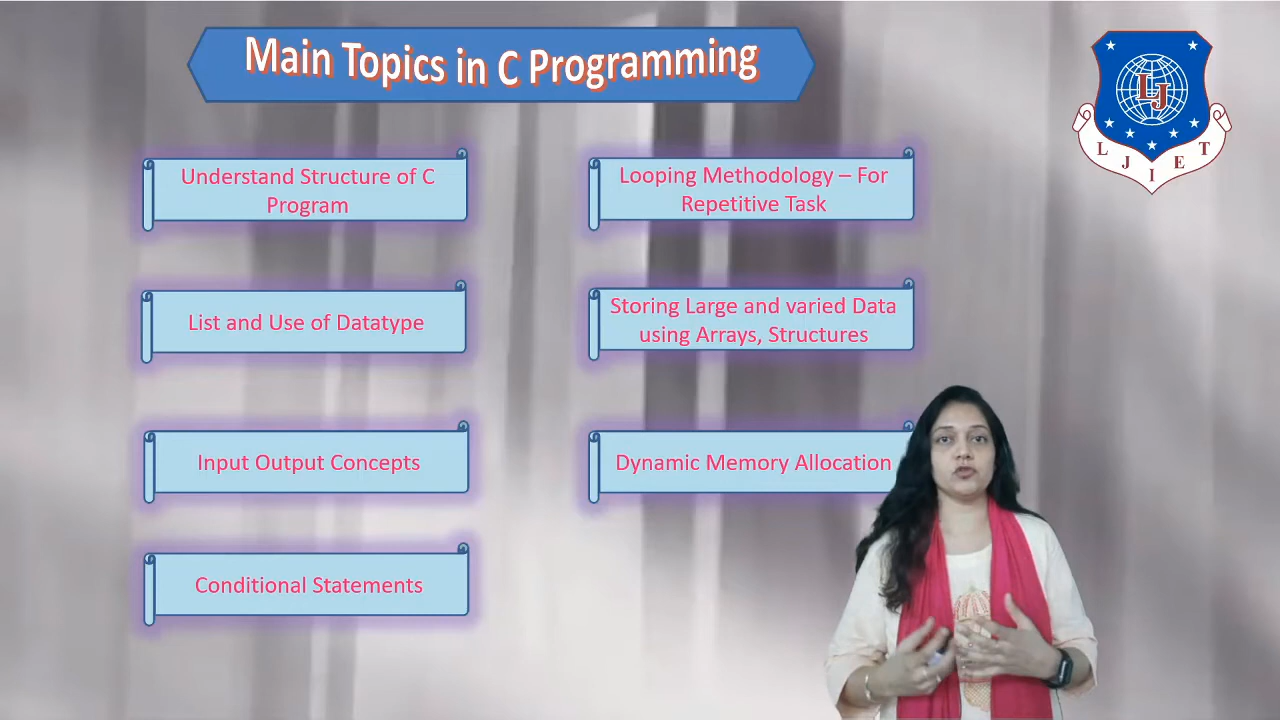 Main Topics in C Programming
Understand Structure of C
Program
List and Use of Datatype
Input Output Concepts
Conditional Statements
Looping Methodology – For
Repetitive Task
Storing Large and varied Data
using Arrays, Structures
Dynamic Memory Allocation
LJ
L J I E T